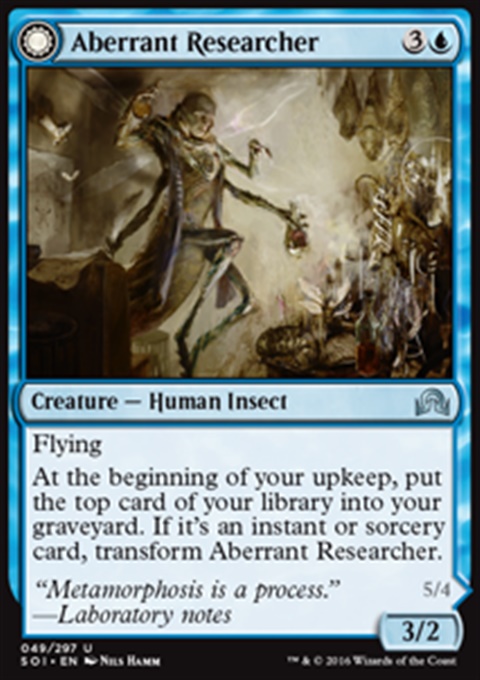 Aberrant Researcher 3
Creature — Human Insect
Flying
At the beginning of your upkeep, put
the top card of your library into your
graveyard. If it's an instant or sorcery
card, transform Aberrant Researcher.
"Metamorphosis is a process." 5/4
—Laboratory notes
3/2
049/297 U
SOI • EN Nils Hamm ™ & © 2016 Wizards of the Coast